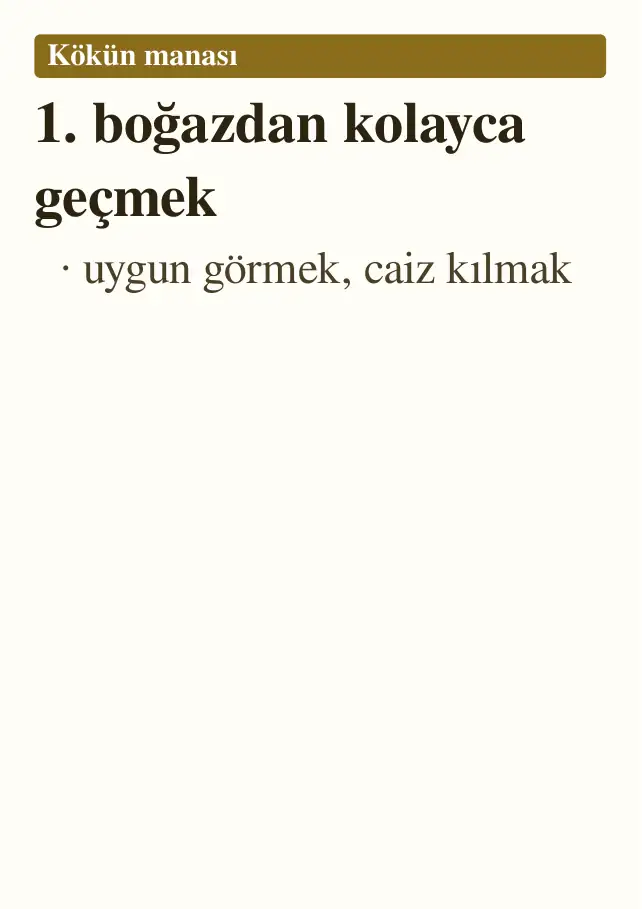 Kökün manası
1. boğazdan kolayca
geçmek
· uygun görmek, caiz kılmak